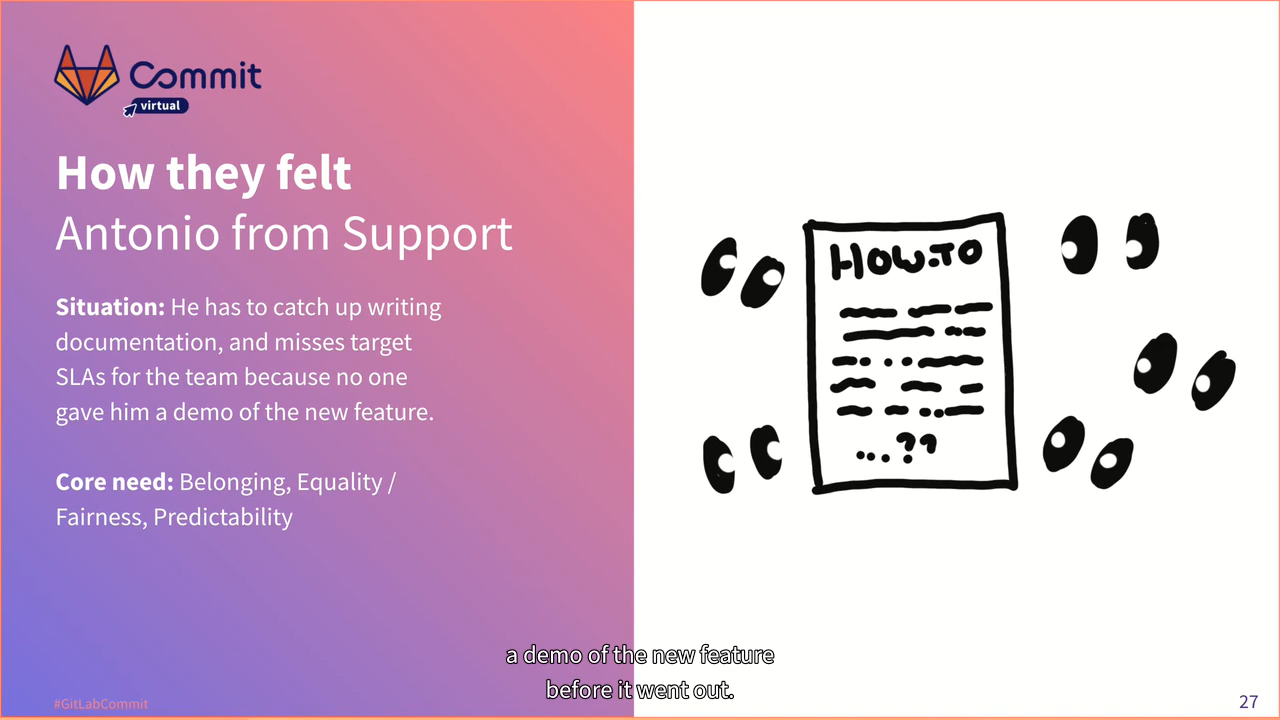 Commit
virtual
How they felt
Antonio from Support
Situation: He has to catch up writing
documentation, and misses target
SLAs for the team because no one
gave him a demo of the new feature.
Core need: Belonging, Equality /
Fairness, Predictability
HOW-TO
...??
a demo of the new feature
before it went out.
#GitLabCommit
27